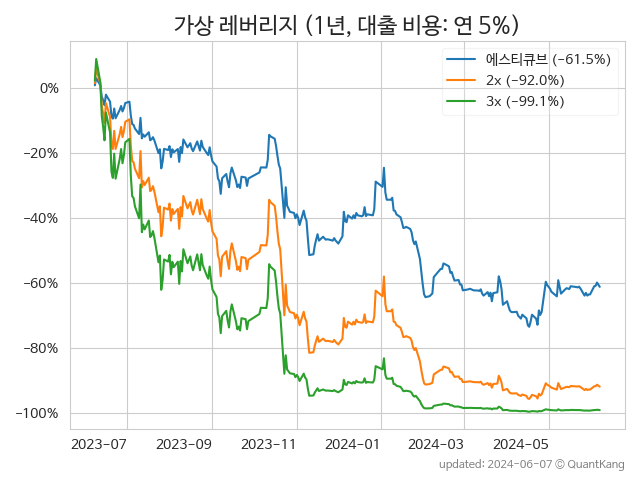 가상 레버리지 (1년, 대출 비용: 연 5%)
에스티큐브 (−61.5%)
2x (−92.0%)
3x (−99.1%)
0%
−20%
−40%
−60%
−80%
−100%
2023-07 2023-09 2023-11 2024-01 2024-03 2024-05
updated: 2024-06-07 © QuantKang